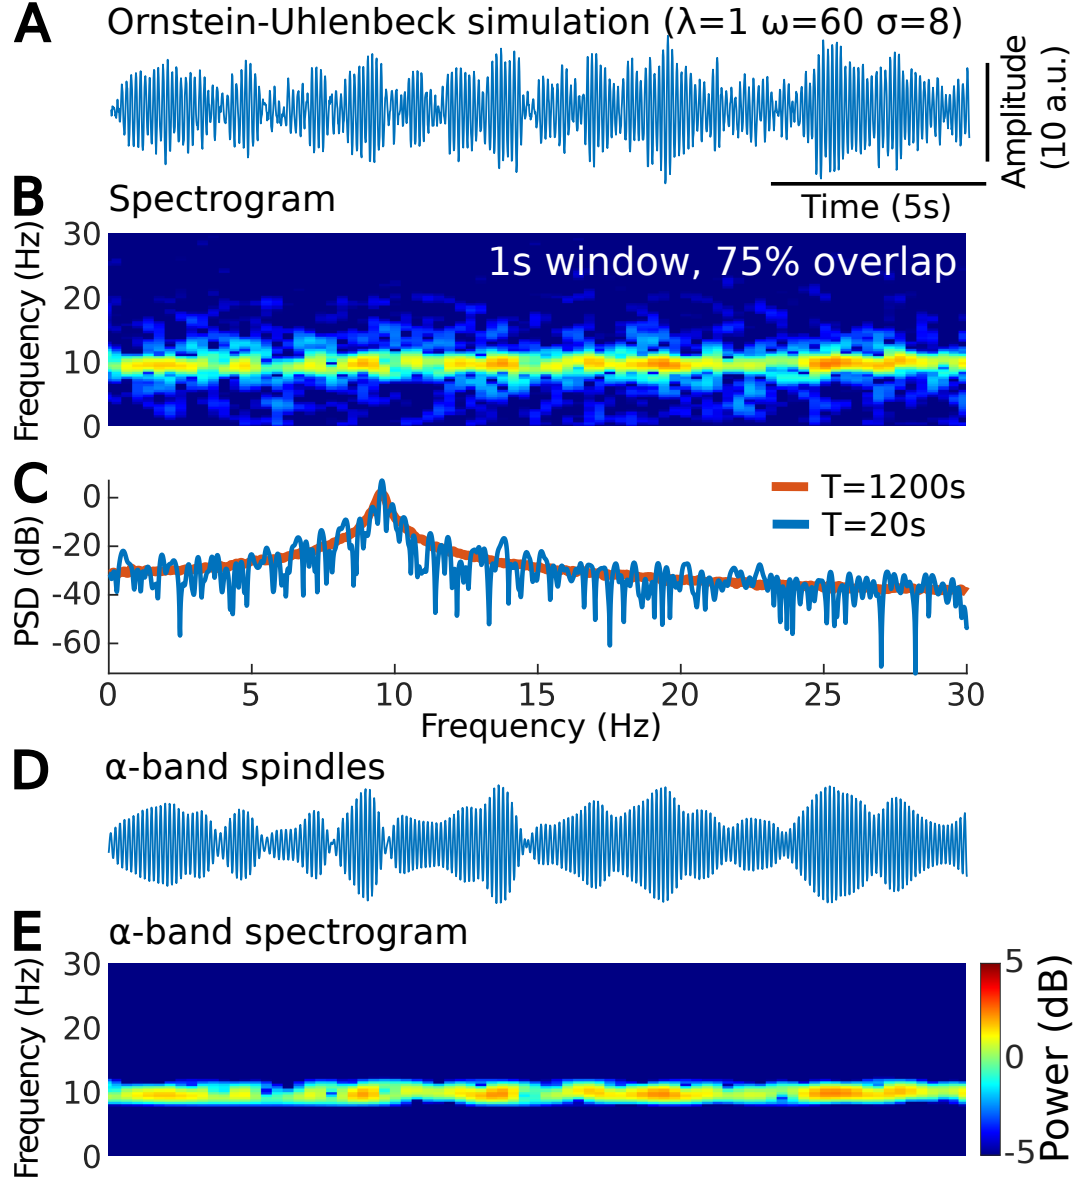 A
Ornstein-Uhlenbeck simulation (λ=1 ω=60 σ=8)
Amplitude
(10 a.u.)
Time (5s)
B
Spectrogram
1s window, 75% overlap
Frequency (Hz)
30
20
10
0
C
T=1200s
T=20s
PSD (dB)
0
-20
-40
-60
0 5 10 15 20 25 30
Frequency (Hz)
D
α-band spindles
E
α-band spectrogram
Frequency (Hz)
30
20
10
0
5
0
-5
Power (dB)